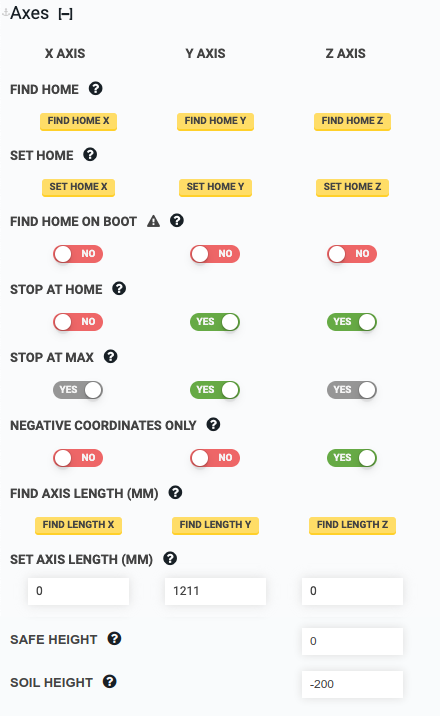 Axes [–]
X AXIS Y AXIS Z AXIS
FIND HOME ?
FIND HOME X FIND HOME Y FIND HOME Z
SET HOME ?
SET HOME X SET HOME Y SET HOME Z
FIND HOME ON BOOT ?
NO NO NO
STOP AT HOME ?
NO YES YES
STOP AT MAX ?
YES YES YES
NEGATIVE COORDINATES ONLY ?
NO NO YES
FIND AXIS LENGTH (MM) ?
FIND LENGTH X FIND LENGTH Y FIND LENGTH Z
SET AXIS LENGTH (MM) ?
0 1211 0
SAFE HEIGHT ? 0
SOIL HEIGHT ? -200